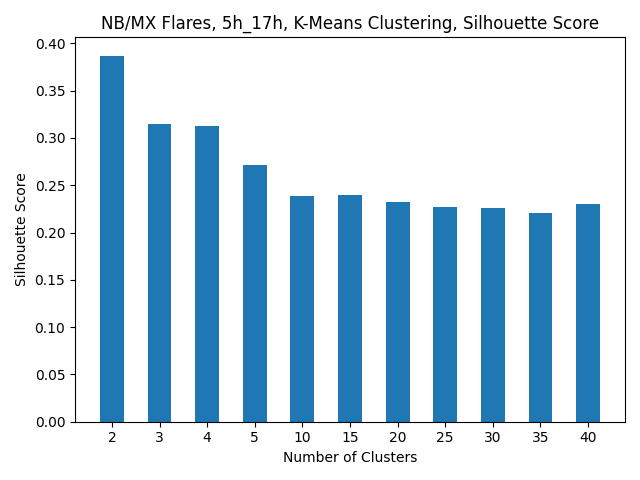 NB/MX Flares, 5h_17h, K-Means Clustering, Silhouette Score
0.40
0.35
0.30
0.25
0.20
0.15
0.10
0.05
0.00
Silhouette Score
2 3 4 5 10 15 20 25 30 35 40
Number of Clusters